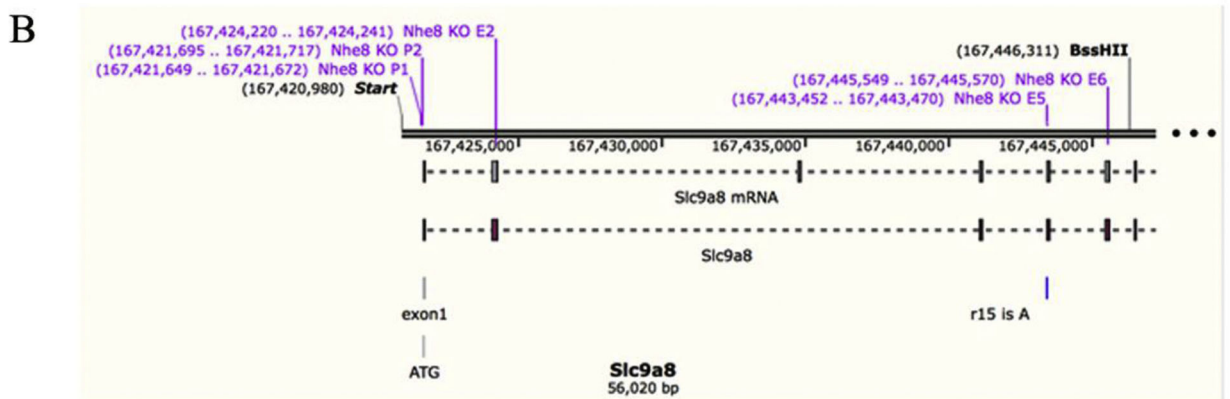 B
(167,424,220 .. 167,424,241) Nhe8 KO E2
(167,421,695 .. 167,421,717) Nhe8 KO P2
(167,421,649 .. 167,421,672) Nhe8 KO P1
(167,420,980) Start
(167,446,311) BssHII
(167,445,549 .. 167,445,570) Nhe8 KO E6
(167,443,452 .. 167,443,470) Nhe8 KO E5
167,425,000 167,430,000 167,435,000 167,440,000 167,445,000
Slc9a8 mRNA
Slc9a8
exon1
r15 is A
ATG
Slc9a8
56,020 bp